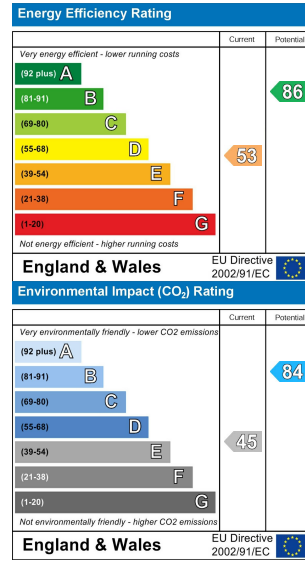 Energy Efficiency Rating
Current Potential
Very energy efficient - lower running costs
(92 plus) A
(81-91) B
86
(69-80) C
(55-68) D
53
(39-54) E
(21-38) F
(1-20) G
Not energy efficient - higher running costs
England & Wales
EU Directive
2002/91/EC
Environmental Impact (CO₂) Rating
Current Potential
Very environmentally friendly - lower CO2 emissions
(92 plus) A
(81-91) B
84
(69-80) C
(55-68) D
(39-54) E
45
(21-38) F
(1-20) G
Not environmentally friendly - higher CO2 emissions
England & Wales
EU Directive
2002/91/EC